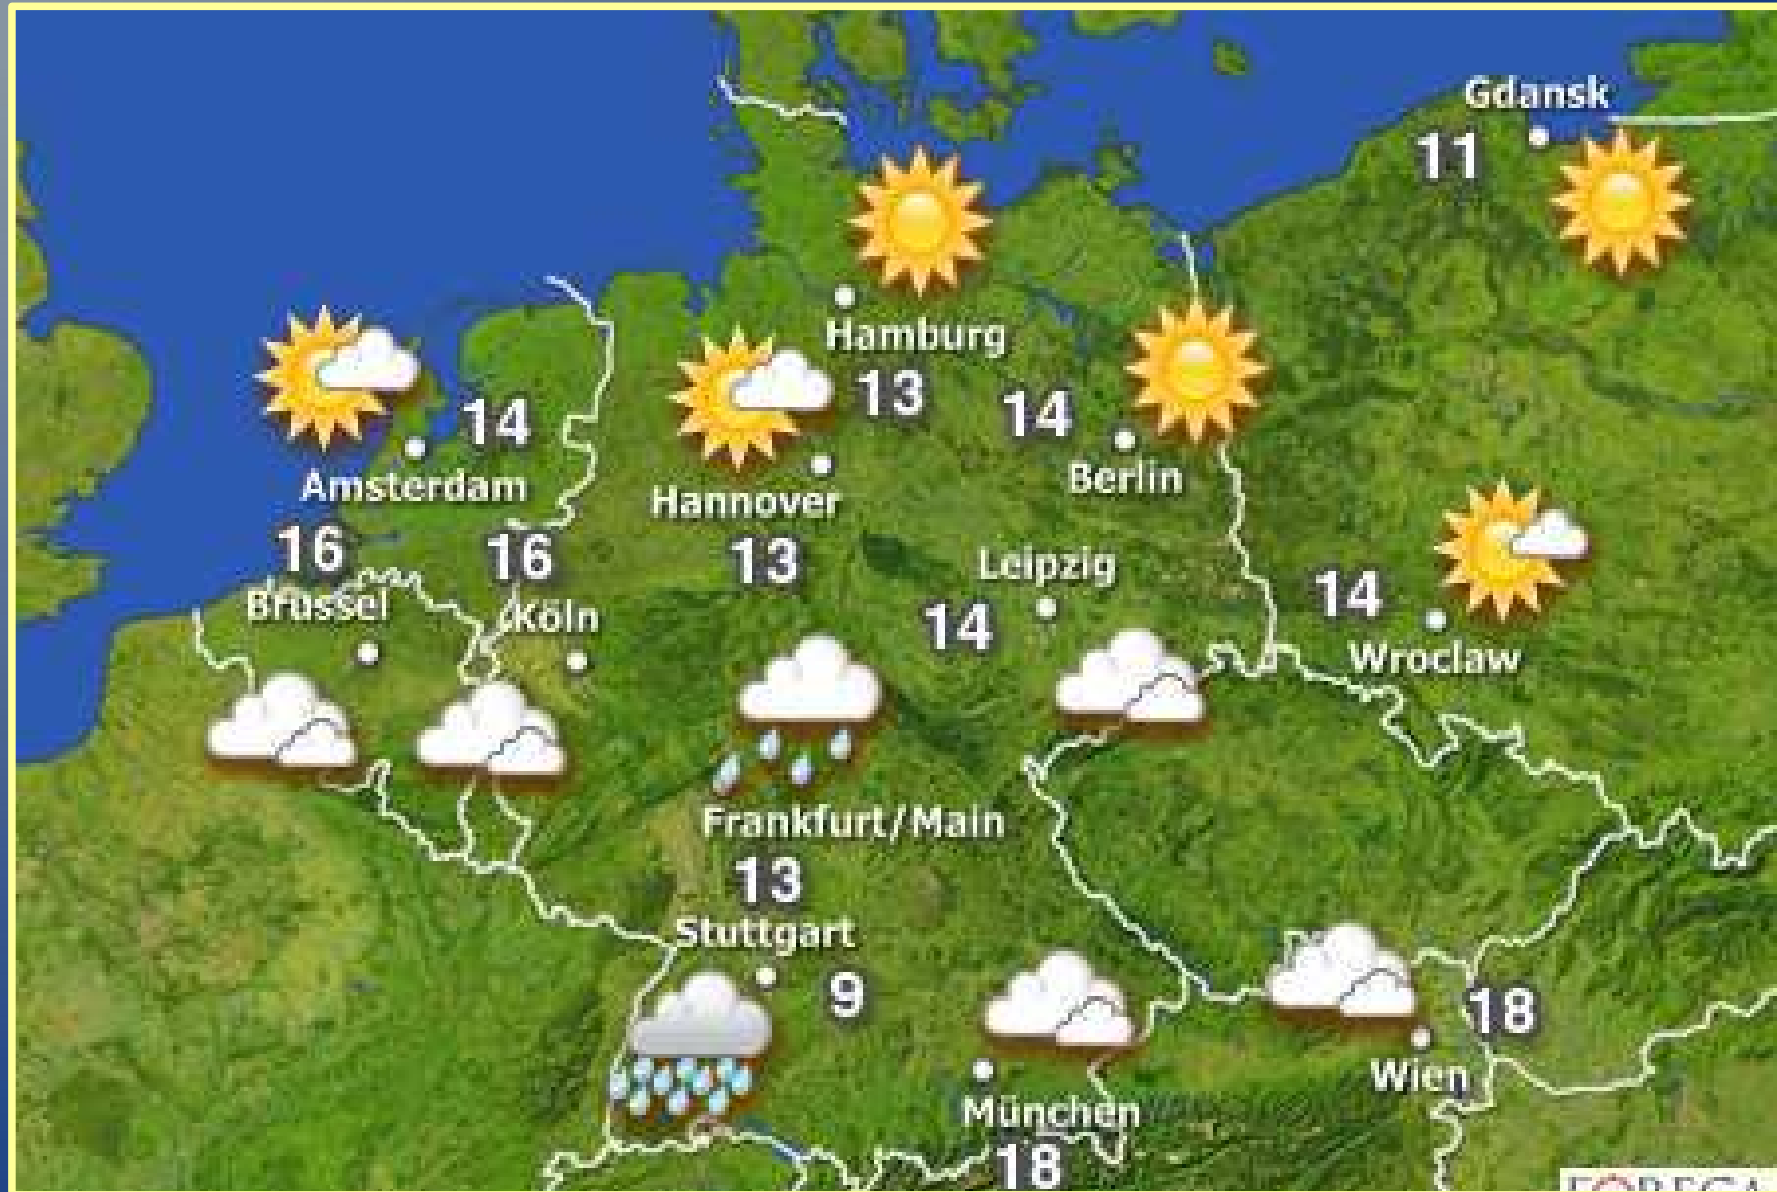 Gdansk
11
Hamburg
13
14
Berlin
14
Amsterdam
Hannover
13
16
Brüssel
16
Köln
Leipzig
14
14
Wroclaw
Frankfurt/Main
13
Stuttgart
9
18
Wien
München
18